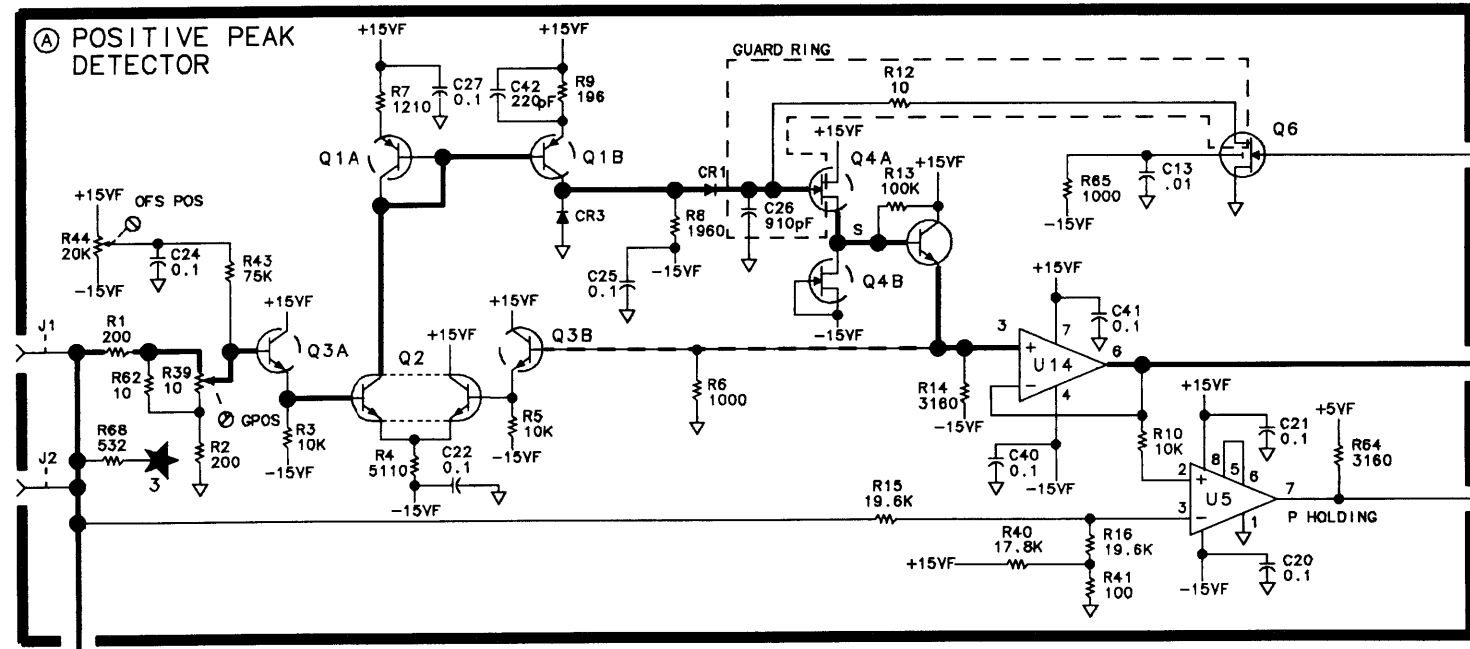 A POSITIVE PEAK
DETECTOR
+15VF
+15VF
GUARD RING
R7
1210
C27
0.1
C42
220pF
R9
196
R12
10
Q1A
Q1B
+15VF
Q4A
R13
100K
+15VF
Q6
CR1
R65
1000
C13
.01
-15VF
+15VF
OFS POS
R44
20K
C24
0.1
R43
75K
-15VF
CR3
R8
1960
C26
910pF
S
C25
0.1
-15VF
Q4B
-15VF
+15VF
C41
0.1
J1
R1
200
+15VF
Q3A
Q2
+15VF
+15VF
Q3B
3
7
+
U14
6
-
4
R62
10
R39
10
GPOS
R6
1000
R14
3160
-15VF
+15VF
C21
0.1
+5VF
R64
3160
R68
532
3
R2
200
R3
10K
-15VF
R4
5110
C22
0.1
R5
10K
-15VF
-15VF
C40
0.1
-15VF
R10
10K
J2
2
+
8
5
6
U5
7
3
-
1
P HOLDING
R15
19.6K
R40
17.8K
+15VF
R16
19.6K
R41
100
-15VF
C20
0.1